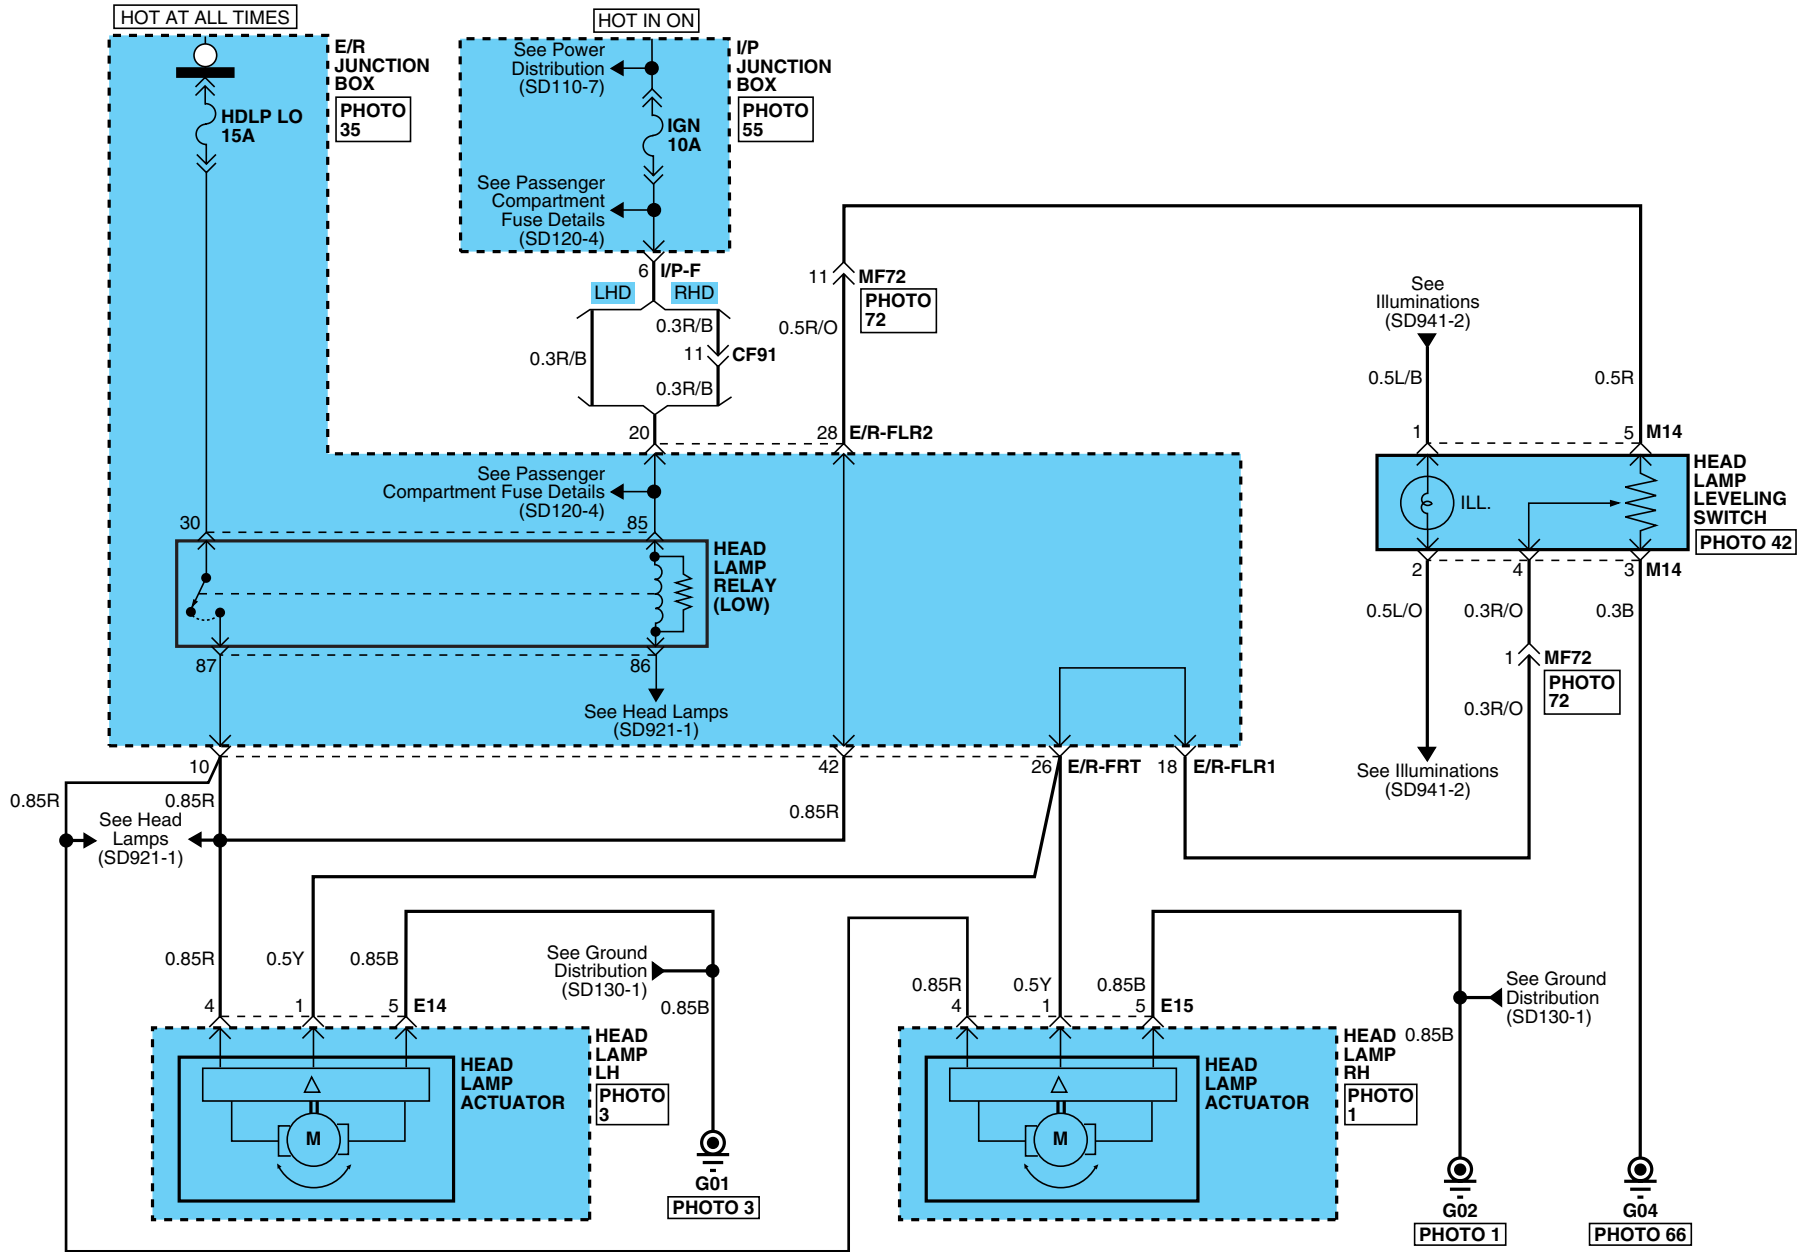 HOT AT ALL TIMES
HOT IN ON
E/R
JUNCTION
BOX
PHOTO
35
HDLP LO
15A
See Power
Distribution
(SD110-7)
I/P
JUNCTION
BOX
PHOTO
55
IGN
10A
See Passenger
Compartment
Fuse Details
(SD120-4)
6
I/P-F
LHD
RHD
0.3R/B
0.3R/B
11
CF91
0.3R/B
11
MF72
PHOTO
72
0.5R/O
See
Illuminations
(SD941-2)
0.5L/B
0.5R
20
28
E/R-FLR2
1
5
M14
See Passenger
Compartment Fuse Details
(SD120-4)
HEAD
LAMP
LEVELING
SWITCH
PHOTO 42
ILL.
30
85
HEAD
LAMP
RELAY
(LOW)
2
4
3
M14
0.5L/O
0.3R/O
0.3B
87
86
1
MF72
PHOTO
72
0.3R/O
See Head Lamps
(SD921-1)
10
42
26
E/R-FRT
18
E/R-FLR1
See Illuminations
(SD941-2)
0.85R
0.85R
0.85R
See Head
Lamps
(SD921-1)
0.85R
0.5Y
0.85B
See Ground
Distribution
(SD130-1)
0.85B
4
1
5
E14
0.85R
0.5Y
0.85B
4
1
5
E15
See Ground
Distribution
(SD130-1)
0.85B
HEAD
LAMP
LH
PHOTO
3
HEAD
LAMP
ACTUATOR
M
G01
PHOTO 3
HEAD
LAMP
RH
PHOTO
1
HEAD
LAMP
ACTUATOR
M
G02
PHOTO 1
G04
PHOTO 66